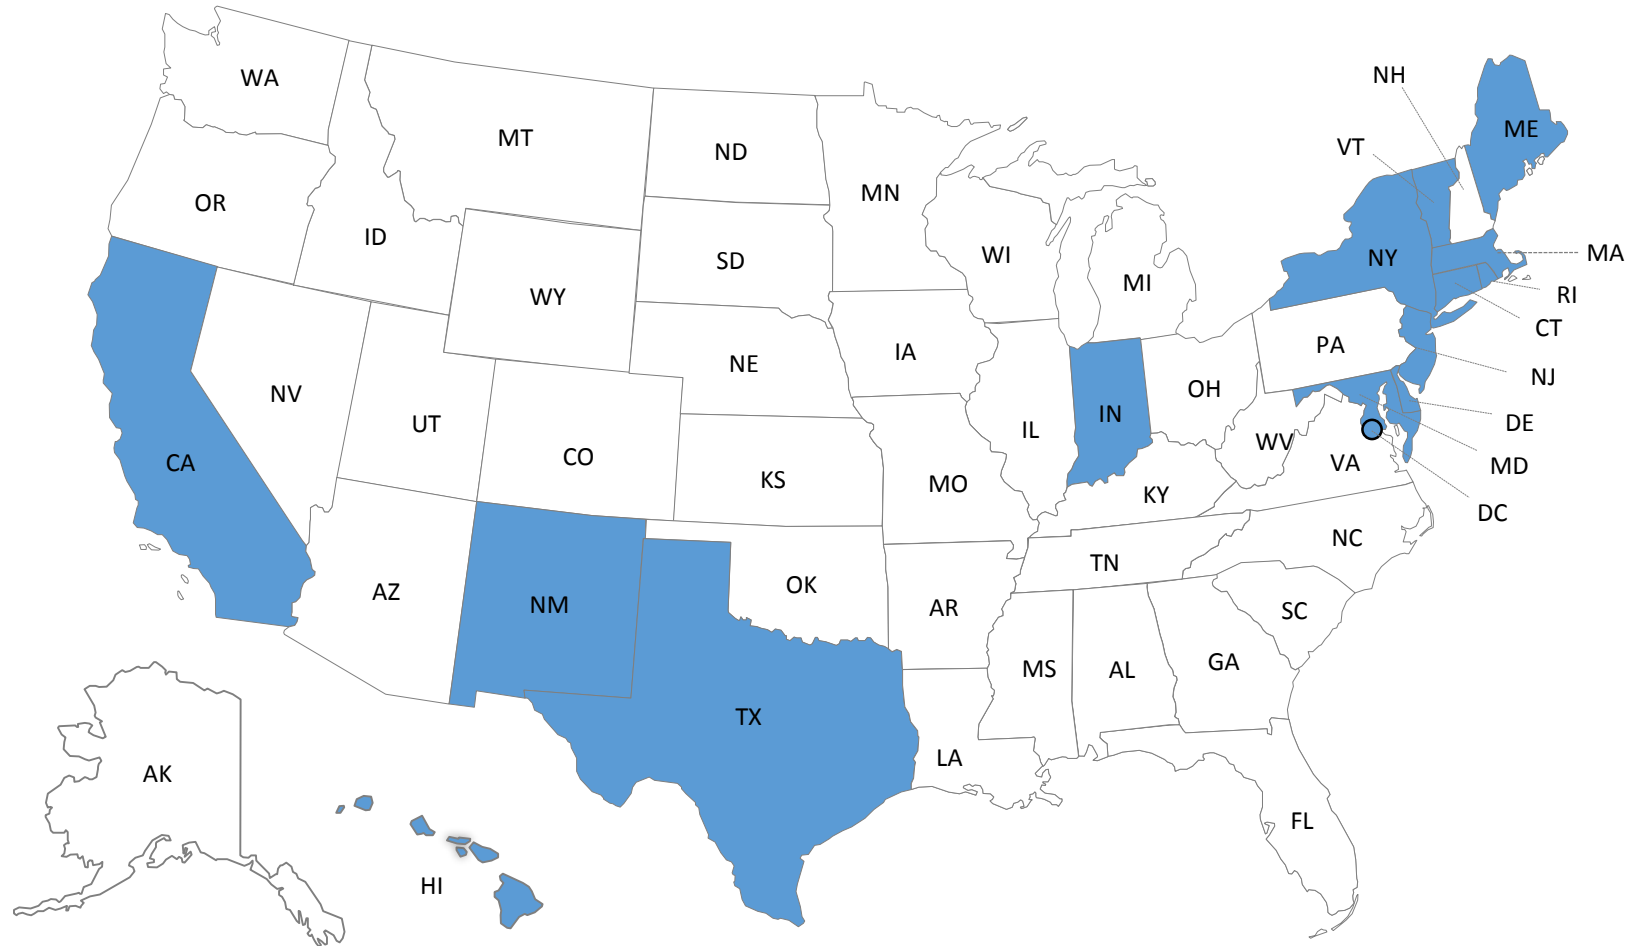 WA
NH
ME
MT
VT
ND
MN
OR
ID
MA
WI
NY
SD
MI
RI
WY
CT
PA
IA
NE
NJ
OH
NV
IN
DE
UT
IL
WV
CO
CA
VA
MD
KS
MO
KY
DC
NC
TN
OK
AZ
NM
AR
SC
GA
MS
AL
TX
LA
AK
FL
HI